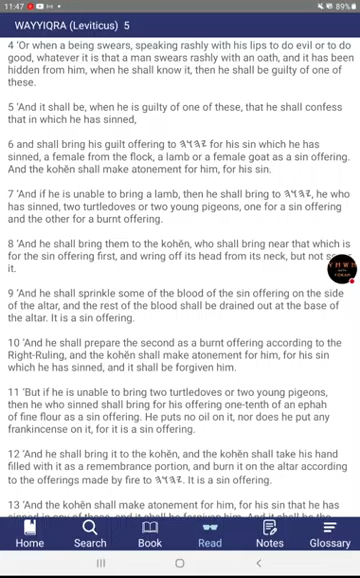 11:47
89%
WAYYIQRA (Leviticus) 5
4 'Or when a being swears, speaking rashly with his lips to do evil or to do
good, whatever it is that a man swears rashly with an oath, and it has been
hidden from him, when he shall know it, then he shall be guilty of one of
these.
5 'And it shall be, when he is guilty of one of these, that he shall confess
that in which he has sinned,
6 and shall bring his guilt offering to 𐤉𐤄𐤅𐤄 for his sin which he has
sinned, a female from the flock, a lamb or a female goat as a sin offering.
And the kohĕn shall make atonement for him, for his sin.
7 'And if he is unable to bring a lamb, then he shall bring to 𐤉𐤄𐤅𐤄, he who
has sinned, two turtledoves or two young pigeons, one for a sin offering
and the other for a burnt offering.
8 'And he shall bring them to the kohĕn, who shall bring near that which is
for the sin offering first, and wring off its head from its neck, but not
it.
9 'And he shall sprinkle some of the blood of the sin offering on the side
of the altar, and the rest of the blood shall be drained out at the base of
the altar. It is a sin offering.
10 'And he shall prepare the second as a burnt offering according to the
Right-Ruling, and the kohĕn shall make atonement for him, for his sin
which he has sinned, and it shall be forgiven him.
11 'But if he is unable to bring two turtledoves or two young pigeons,
then he who sinned shall bring for his offering one-tenth of an ephah
of fine flour as a sin offering. He puts no oil on it, nor does he put any
frankincense on it, for it is a sin offering.
12 'And he shall bring it to the kohĕn, and the kohĕn shall take his hand
filled with it as a remembrance portion, and burn it on the altar according
to the offerings made by fire to 𐤉𐤄𐤅𐤄. It is a sin offering.
13 'And the kohĕn shall make atonement for him, for his sin that he has
Home
Search
Book
Read
Notes
Glossary